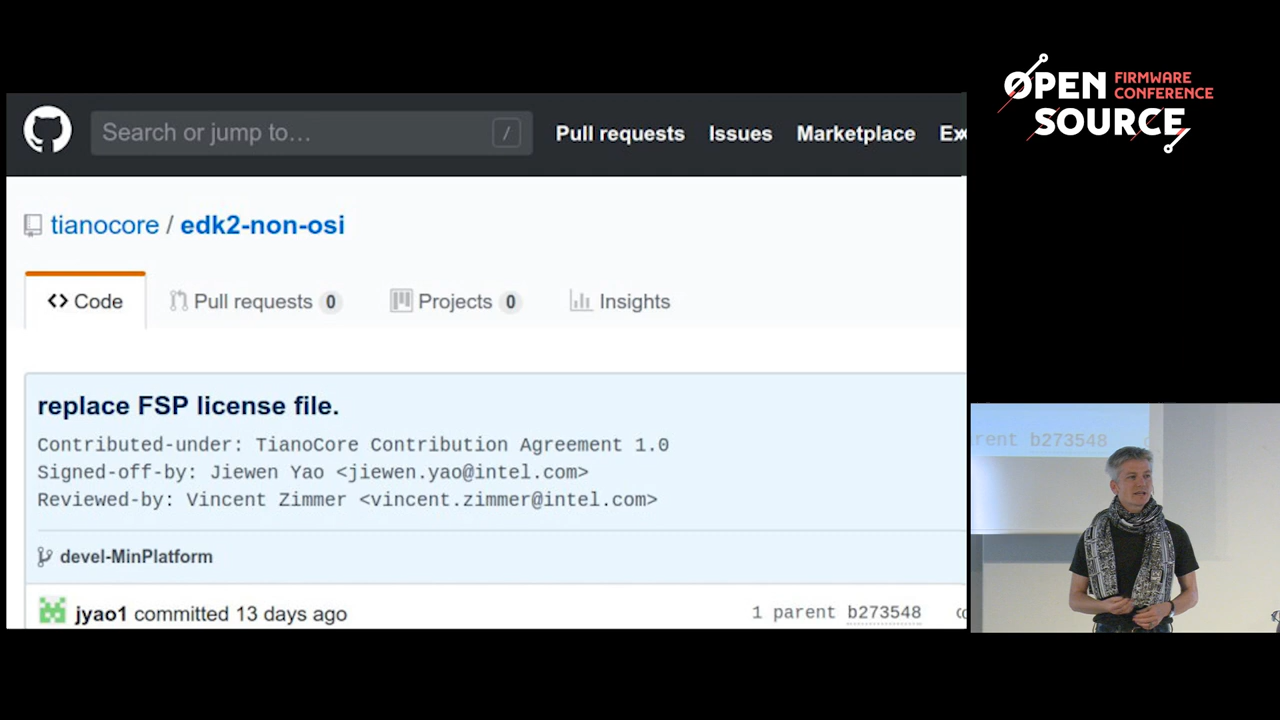 OPEN FIRMWARE CONFERENCE
SOURCE
Search or jump to… /
Pull requests Issues Marketplace Ex
tianocore / edk2-non-osi
Code Pull requests 0 Projects 0 Insights
replace FSP license file.
Contributed-under: TianoCore Contribution Agreement 1.0
Signed-off-by: Jiewen Yao <jiewen.yao@intel.com>
Reviewed-by: Vincent Zimmer <vincent.zimmer@intel.com>
devel-MinPlatform
jyao1 committed 13 days ago 1 parent b273548
rent b273548